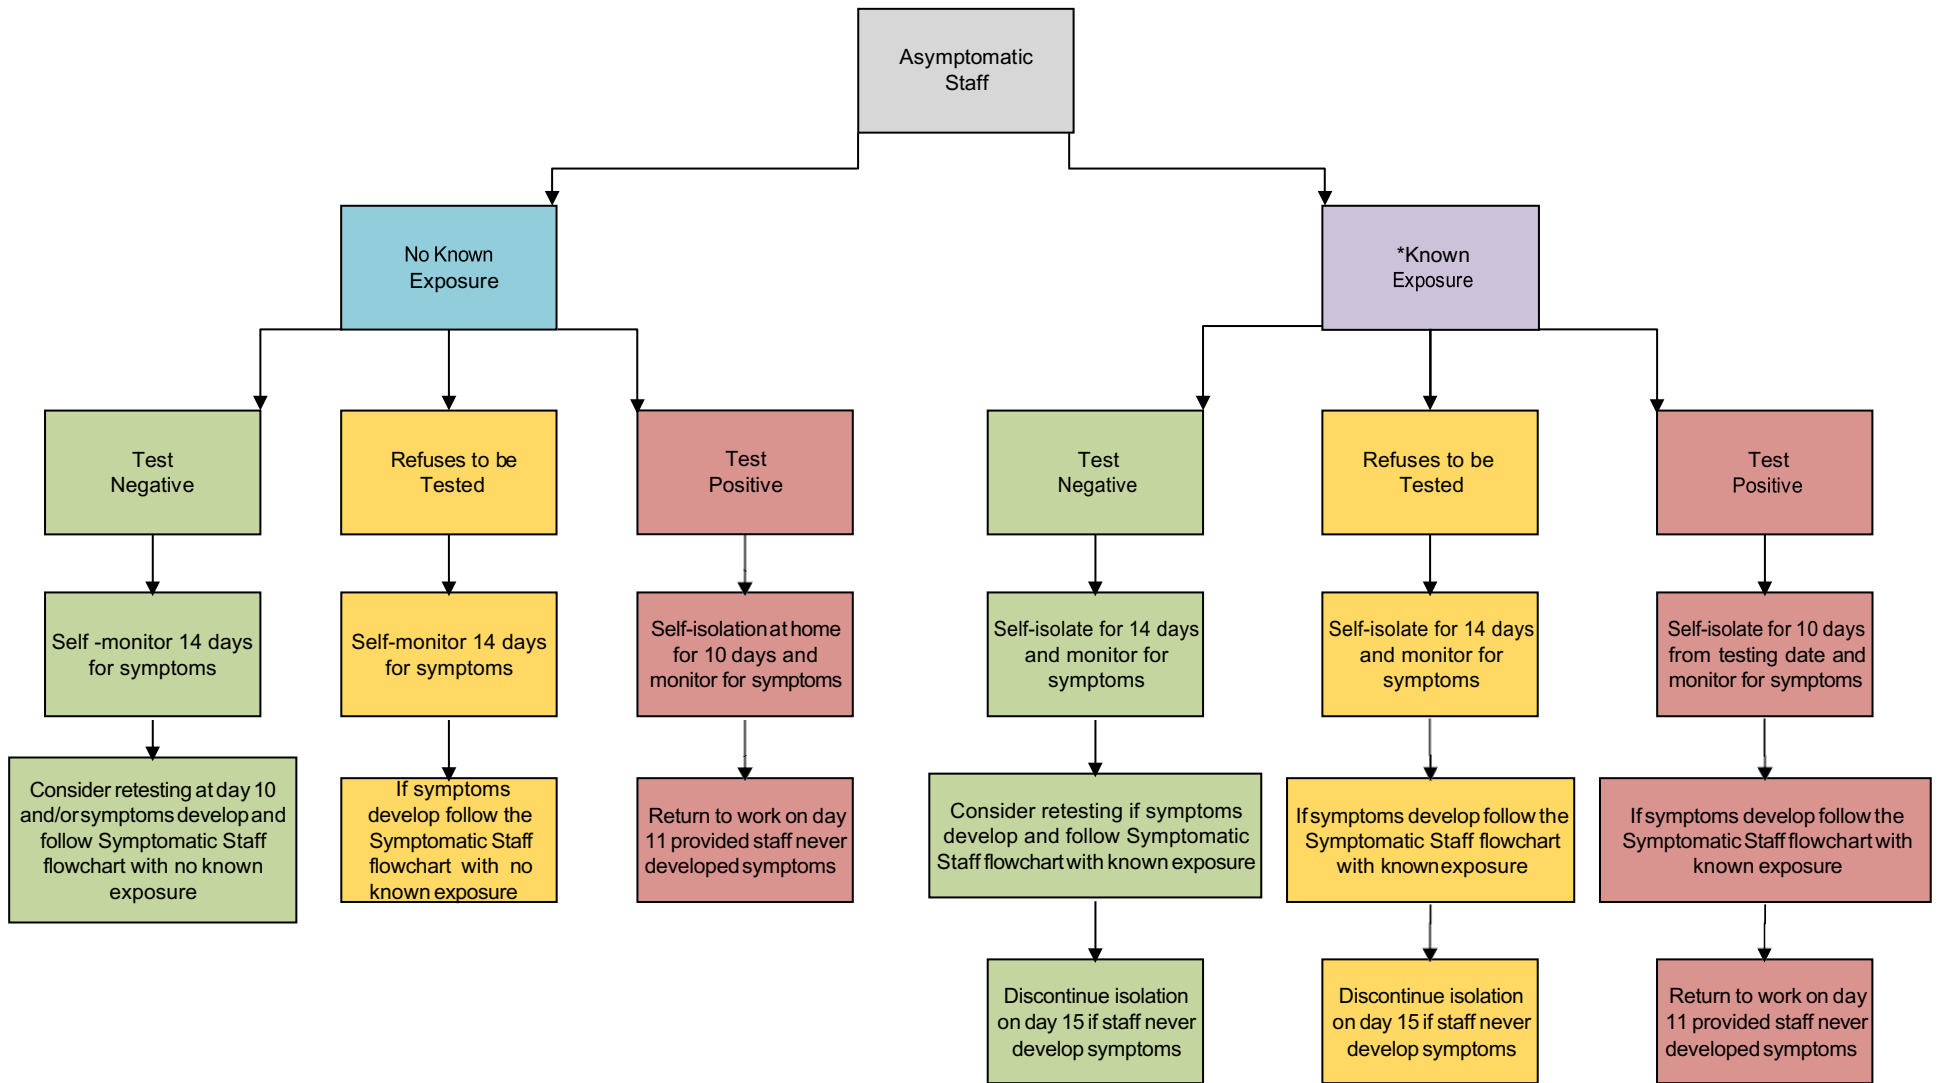 Asymptomatic
Staff
No Known
Exposure
*Known
Exposure
Test
Negative
Refuses to be
Tested
Test
Positive
Test
Negative
Refuses to be
Tested
Test
Positive
Self -monitor 14 days
for symptoms
Self-monitor 14 days
for symptoms
Self-isolation at home
for 10 days and
monitor for symptoms
Self-isolate for 14 days
and monitor for
symptoms
Self-isolate for 14 days
and monitor for
symptoms
Self-isolate for 10 days
from testing date and
monitor for symptoms
Consider retesting at day 10
and/or symptoms develop and
follow Symptomatic Staff
flowchart with no known
exposure
If symptoms
develop follow the
Symptomatic Staff
flowchart with no
known exposure
Return to work on day
11 provided staff never
developed symptoms
Consider retesting if symptoms
develop and follow Symptomatic
Staff flowchart with known exposure
If symptoms develop follow the
Symptomatic Staff flowchart
with known exposure
If symptoms develop follow the
Symptomatic Staff flowchart with
known exposure
Discontinue isolation
on day 15 if staff never
develop symptoms
Discontinue isolation
on day 15 if staff never
develop symptoms
Return to work on day
11 provided staff never
developed symptoms